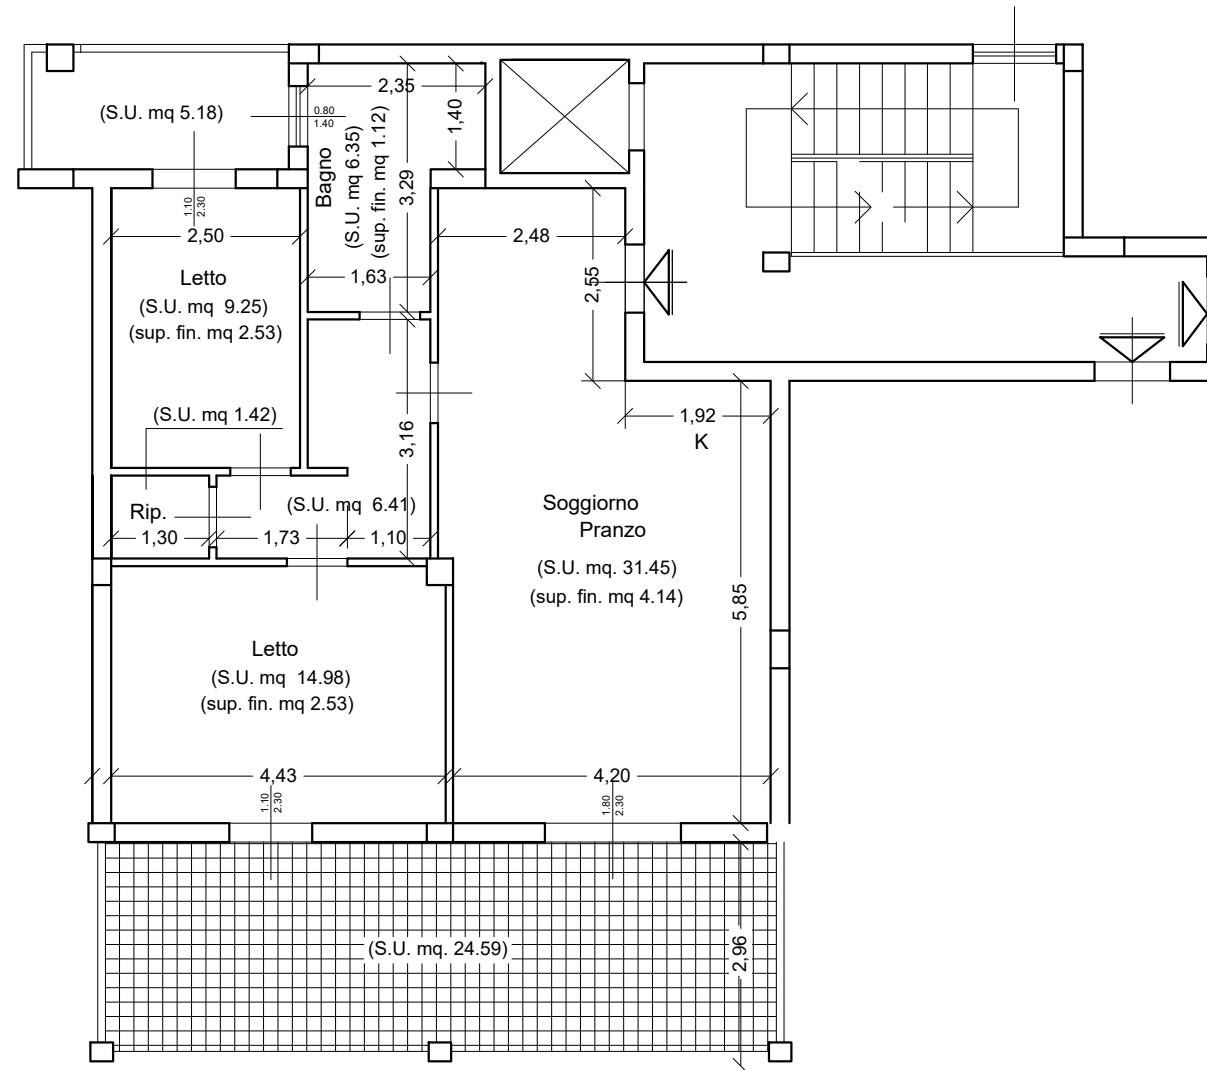 (S.U. mq 5.18)
2,35
0.80
1.40
1,40
Bagno
(S.U. mq 6.35)
(sup. fin. mq 1.12)
3,29
1.10
2.30
2,50
2,48
Letto
(S.U. mq 9.25)
(sup. fin. mq 2.53)
1,63
2,55
(S.U. mq 1.42)
3,16
1,92
K
Rip.
(S.U. mq 6.41)
1,30
1,73
1,10
Soggiorno
Pranzo
(S.U. mq. 31.45)
(sup. fin. mq 4.14)
5,85
Letto
(S.U. mq 14.98)
(sup. fin. mq 2.53)
4,43
4,20
1.10
2.30
1.80
2.30
(S.U. mq. 24.59)
2,96